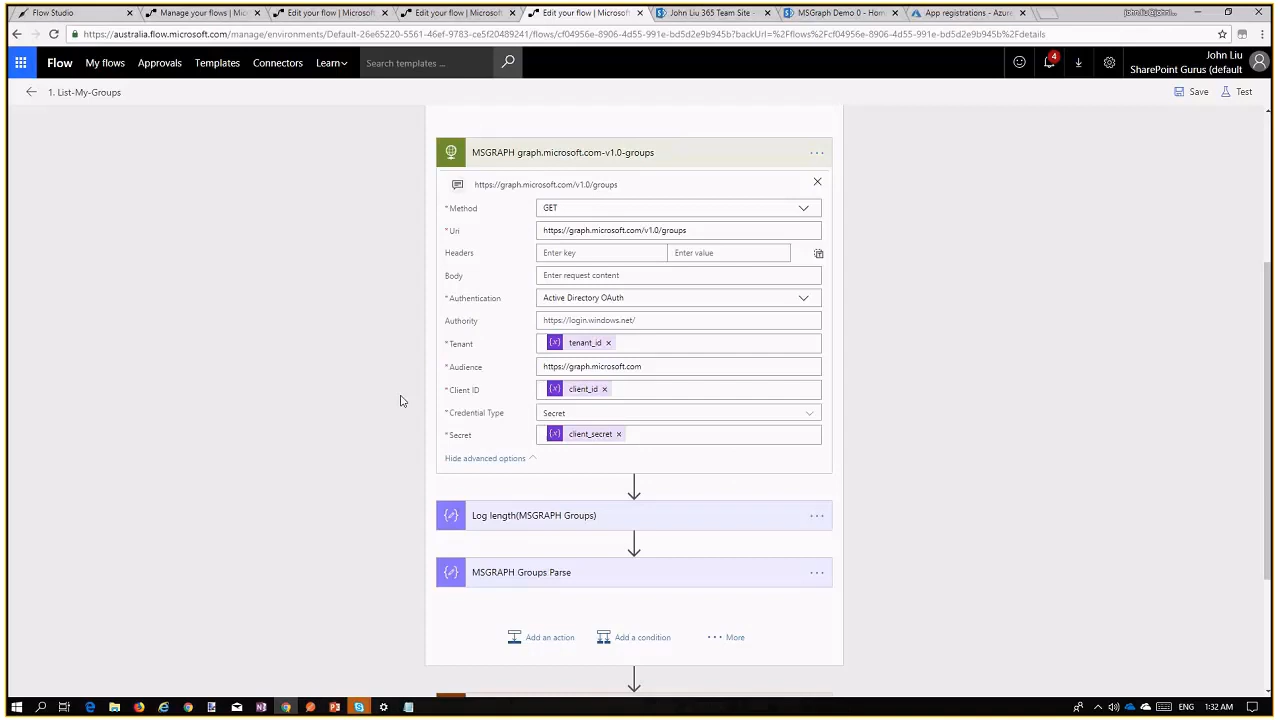 Flow Studio
Manage your flows | Micro
Edit your flow | Microsoft
Edit your flow | Microsoft
Edit your flow | Microsoft
John Liu 365 Team Site -
MSGraph Demo 0 - Hom
App registrations - Azure
https://australia.flow.microsoft.com/manage/environments/Default-26e65220-5561-46ef-9783-ce5f20489241/flows/cf04956e-8906-4d55-991e-bd5d2e9b945b?backUrl=%2Fflows%2Fcf04956e-8906-4d55-991e-bd5d2e9b945b%2Fdetails
Flow
My flows
Approvals
Templates
Connectors
Learn
Search templates ...
4
John Liu
SharePoint Gurus (default
1. List-My-Groups
Save
Test
MSGRAPH graph.microsoft.com-v1.0-groups
https://graph.microsoft.com/v1.0/groups
* Method GET
* Uri https://graph.microsoft.com/v1.0/groups
Headers Enter key Enter value
Body Enter request content
* Authentication Active Directory OAuth
Authority https://login.windows.net/
* Tenant tenant_id
* Audience https://graph.microsoft.com
* Client ID client_id
* Credential Type Secret
* Secret client_secret
Hide advanced options
Log length(MSGRAPH Groups)
MSGRAPH Groups Parse
Add an action
Add a condition
More
ENG
1:32 AM